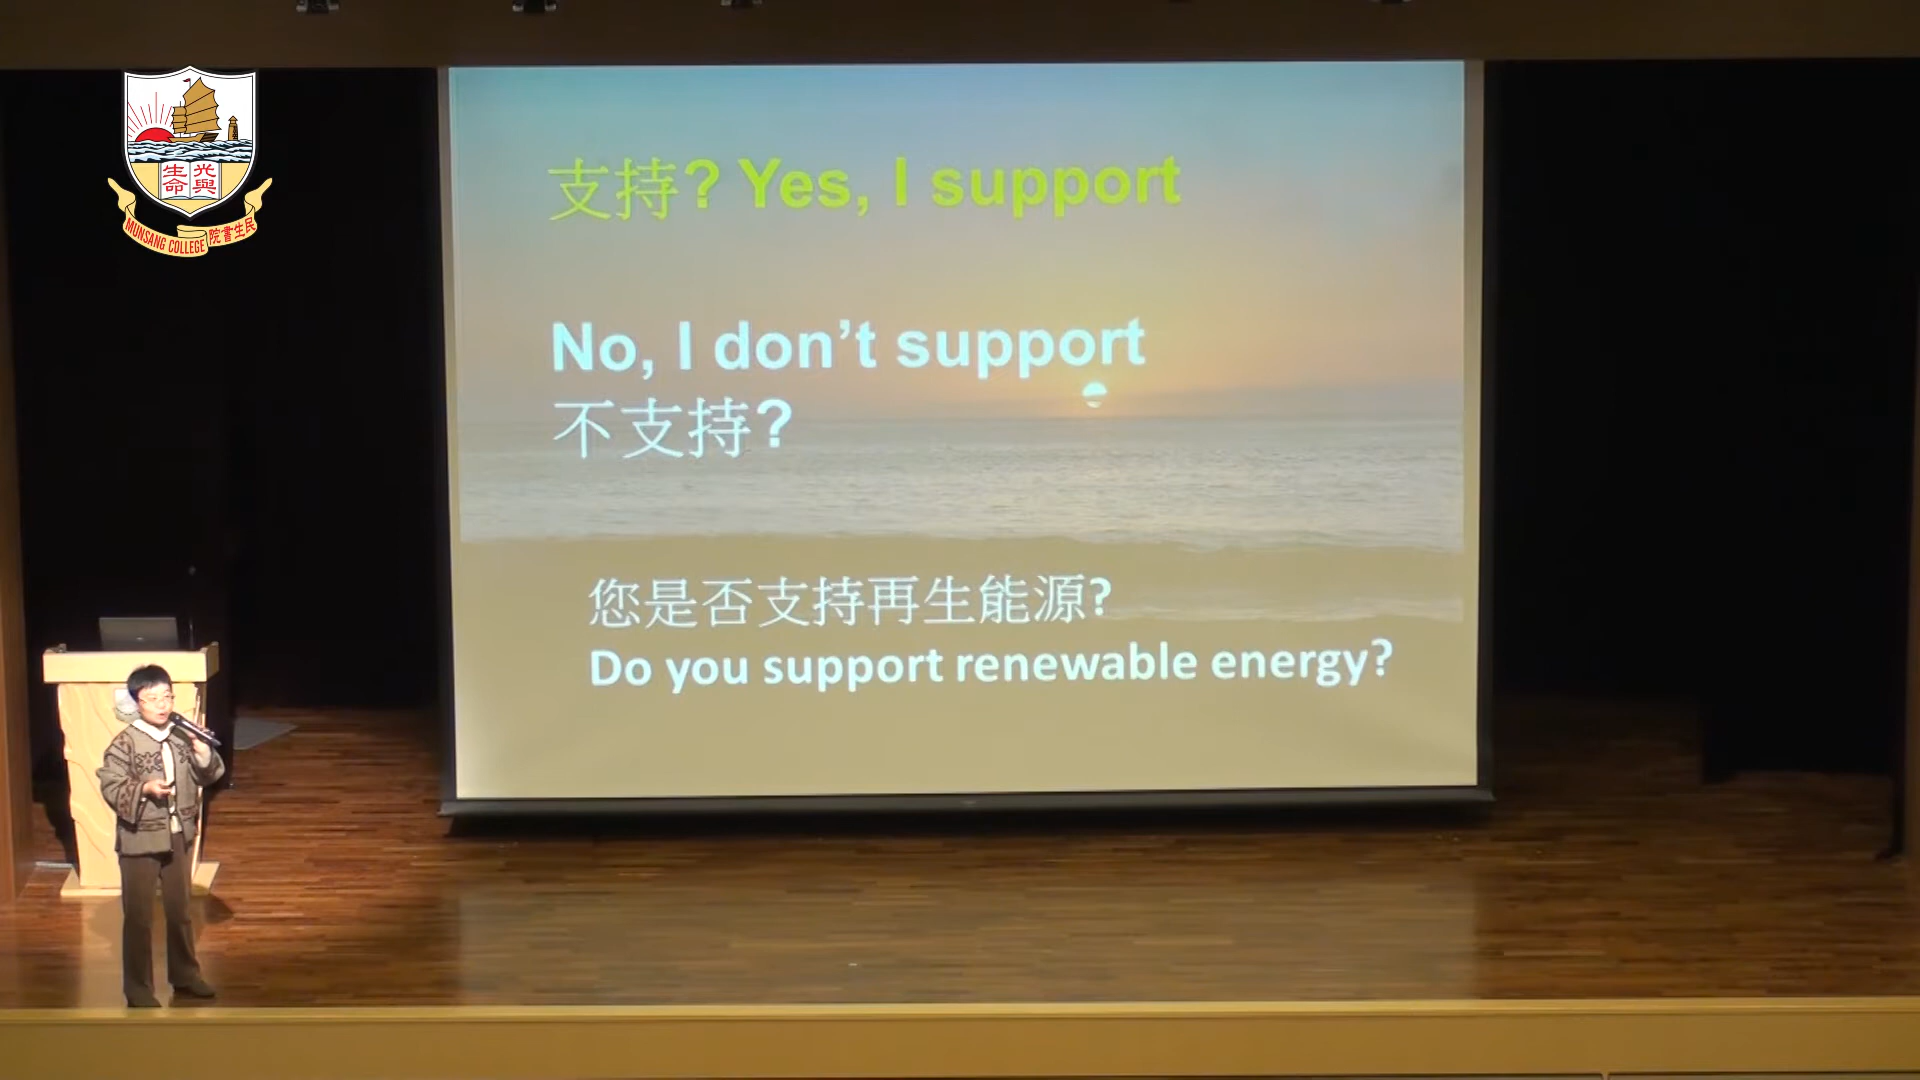 生命 光與
MUNSANG COLLEGE 院書生民
支持? Yes, I support
No, I don’t support
不支持?
您是否支持再生能源?
Do you support renewable energy?